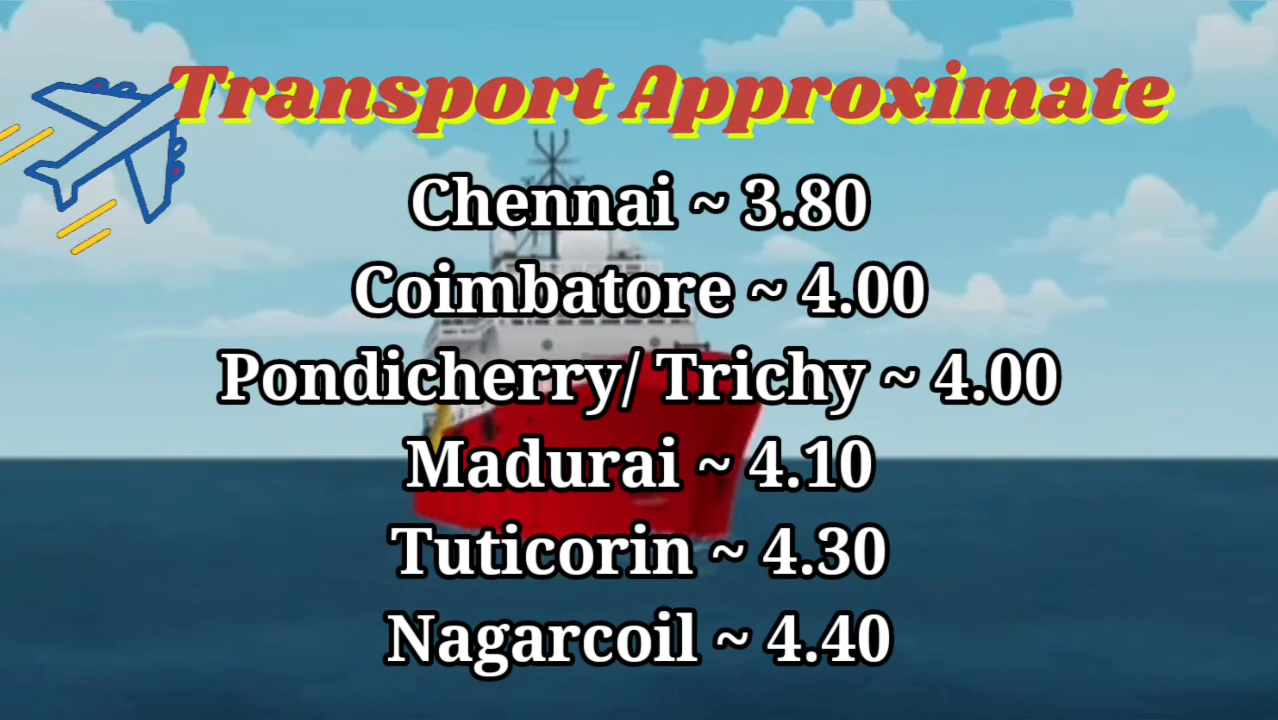 Transport Approximate
Chennai ~ 3.80
Coimbatore ~ 4.00
Pondicherry/ Trichy ~ 4.00
Madurai ~ 4.10
Tuticorin ~ 4.30
Nagarcoil ~ 4.40